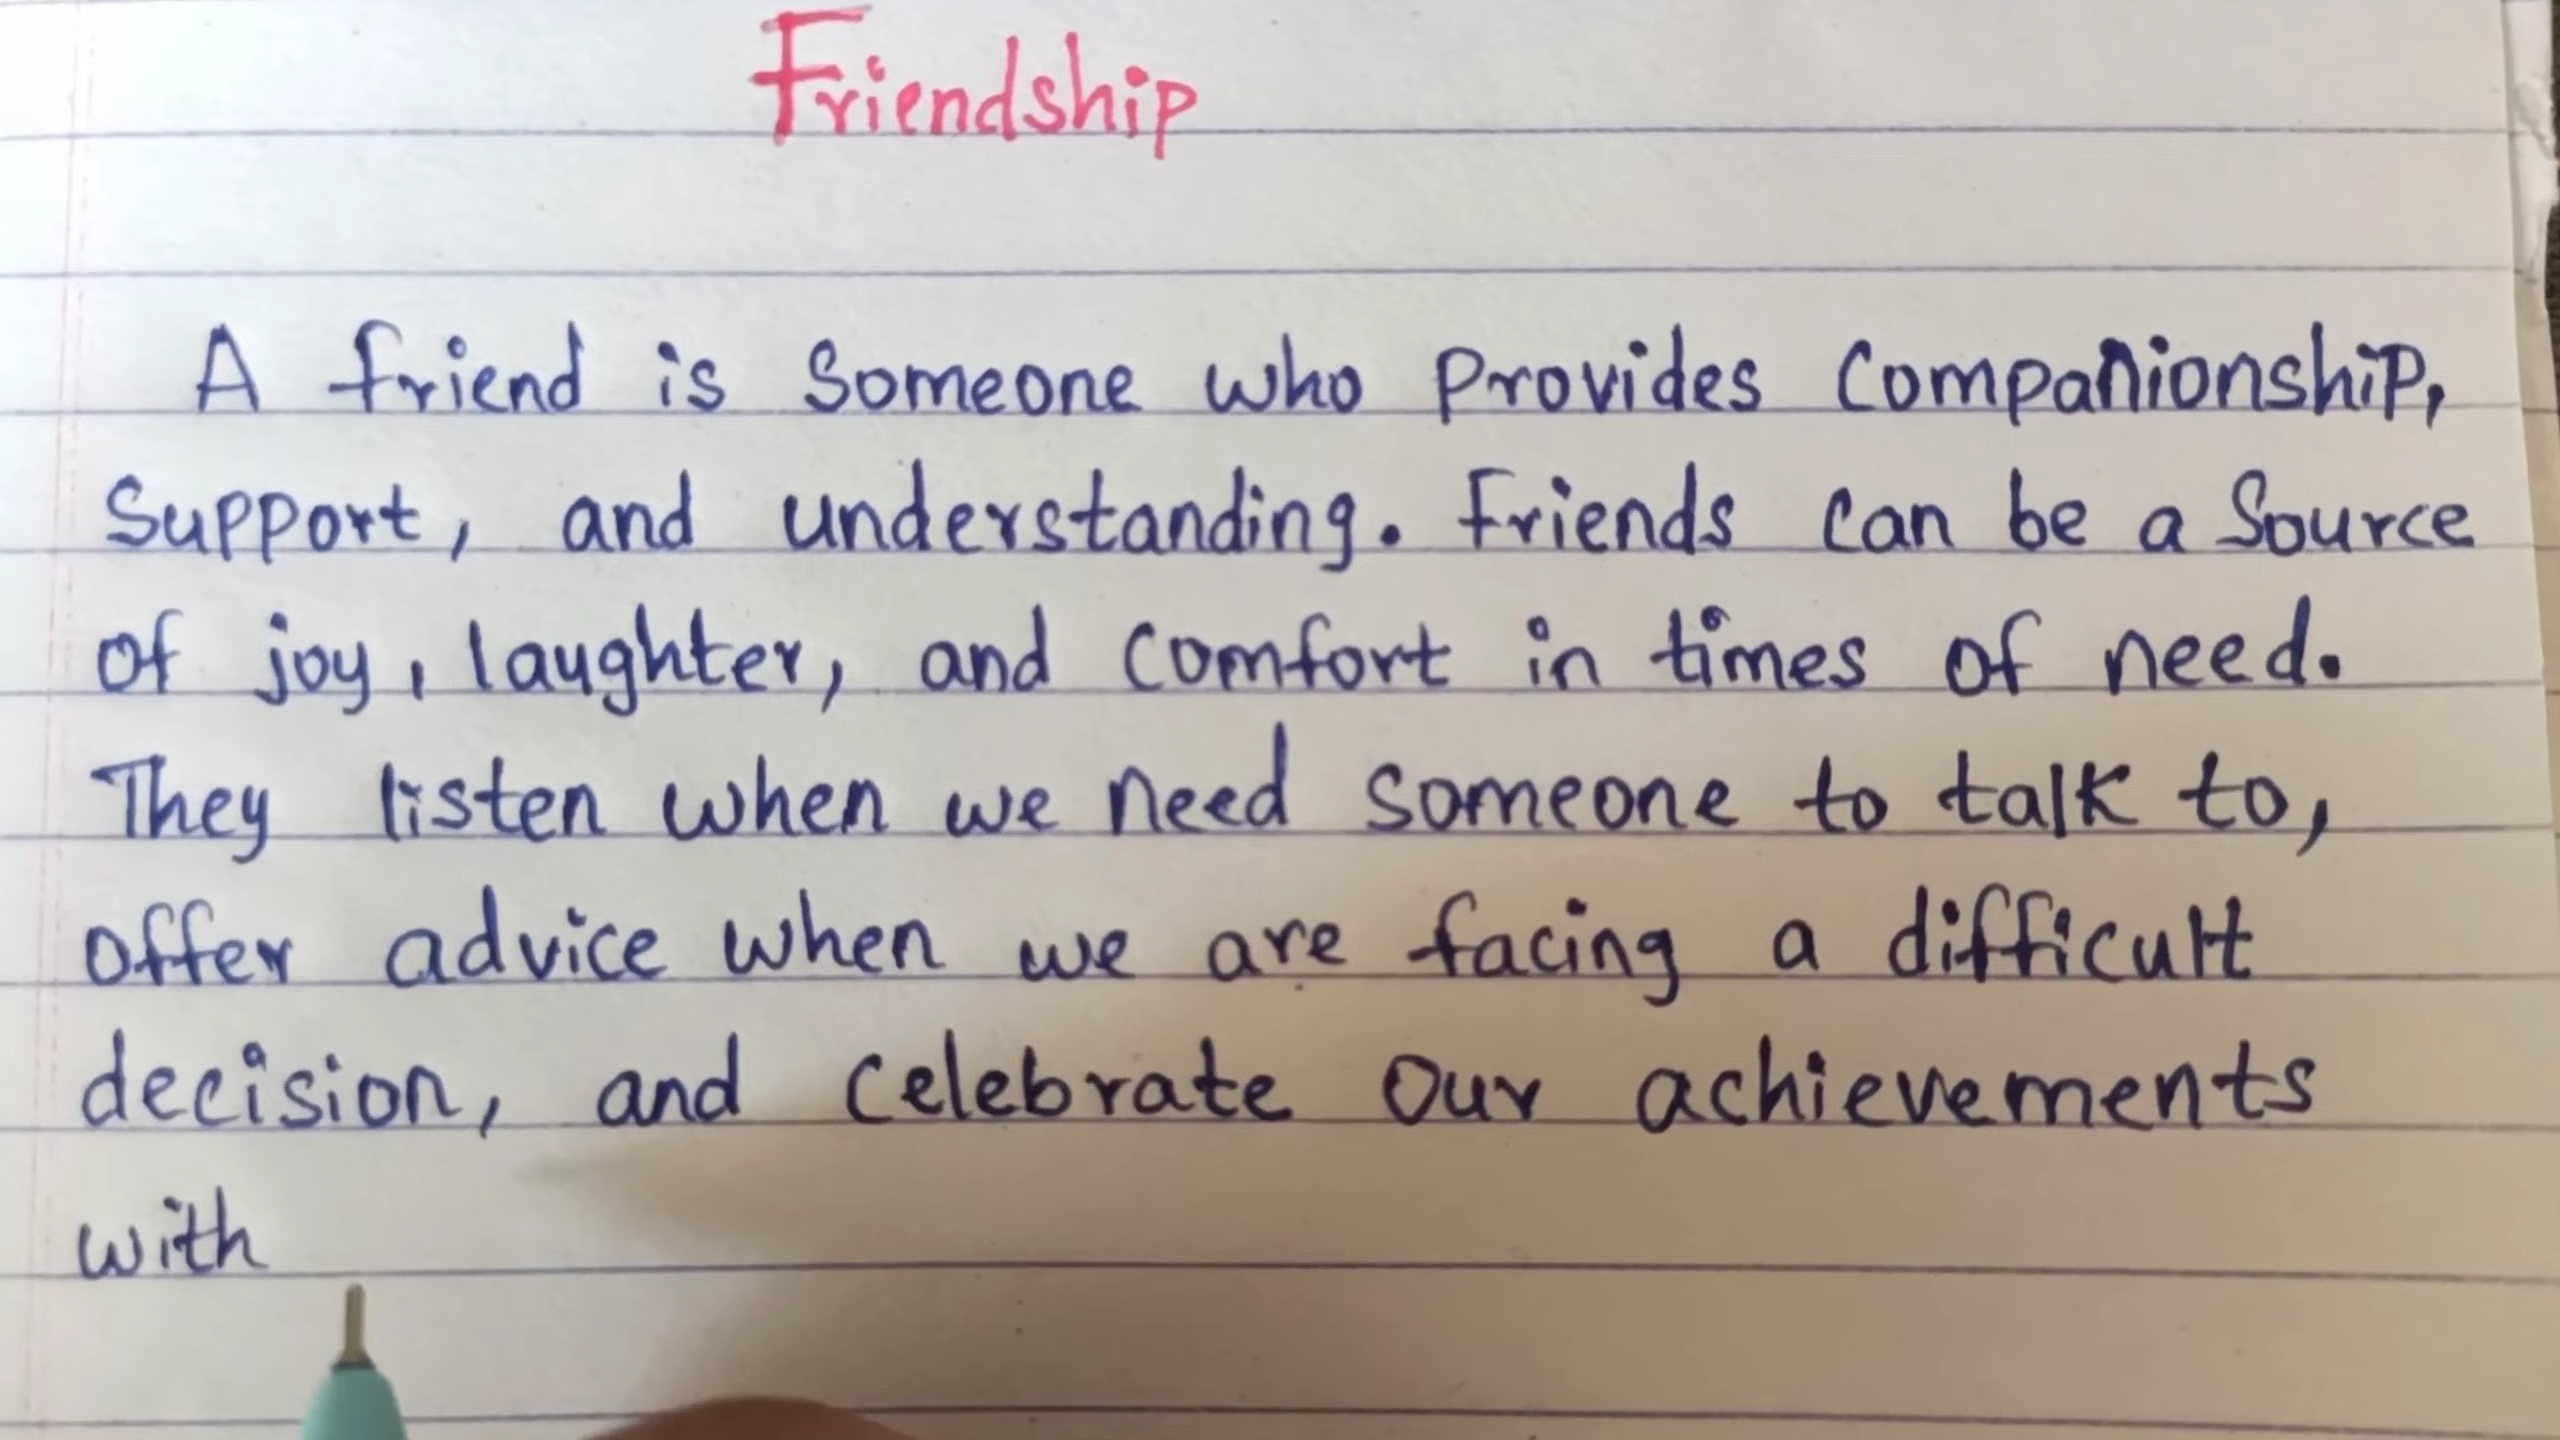 Friendship
A friend is Someone who provides Companionship,
Support, and understanding. Friends can be a Source
of joy, laughter, and comfort in times of need.
They listen when we need someone to talk to,
offer advice when we are facing a difficult
decision, and celebrate our achievements
with